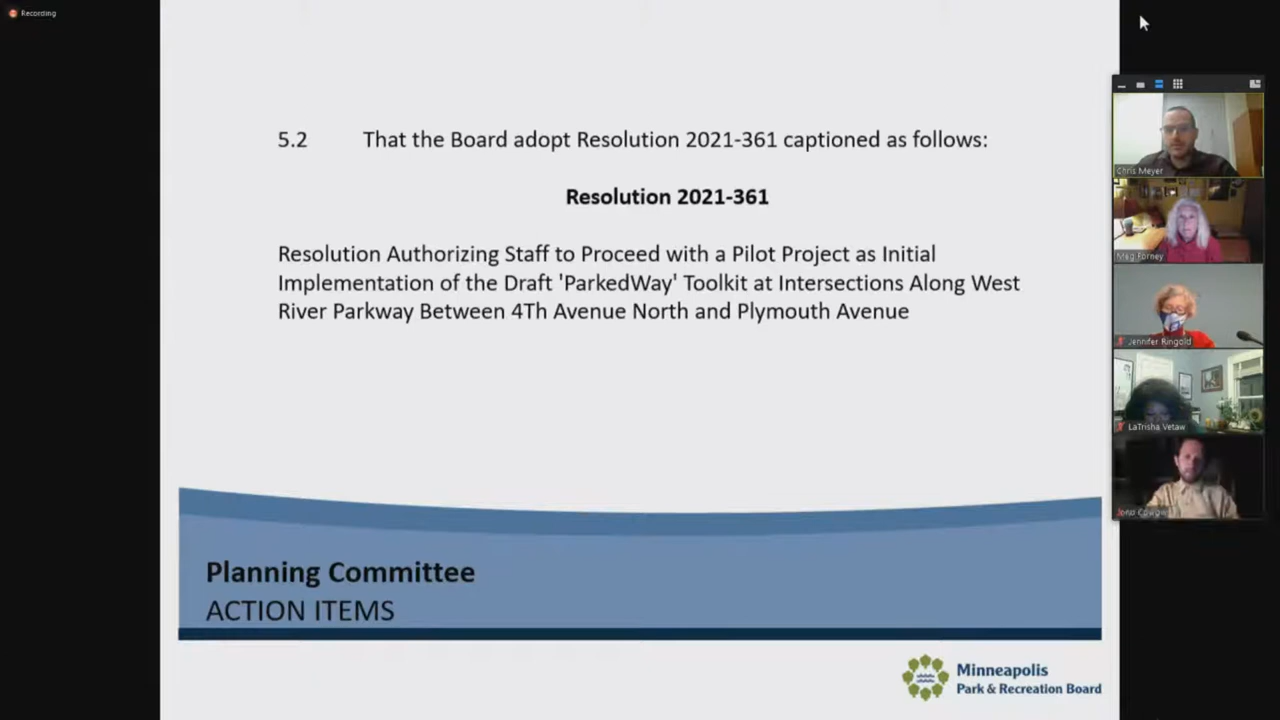 Recording
5.2 That the Board adopt Resolution 2021-361 captioned as follows:
Resolution 2021-361
Resolution Authorizing Staff to Proceed with a Pilot Project as Initial
Implementation of the Draft 'ParkedWay' Toolkit at Intersections Along West
River Parkway Between 4Th Avenue North and Plymouth Avenue
Planning Committee
ACTION ITEMS
Minneapolis
Park & Recreation Board
Chris Meyer
Meg Forney
Jennifer Ringold
LaTrisha Vetaw
Jono Cowgill